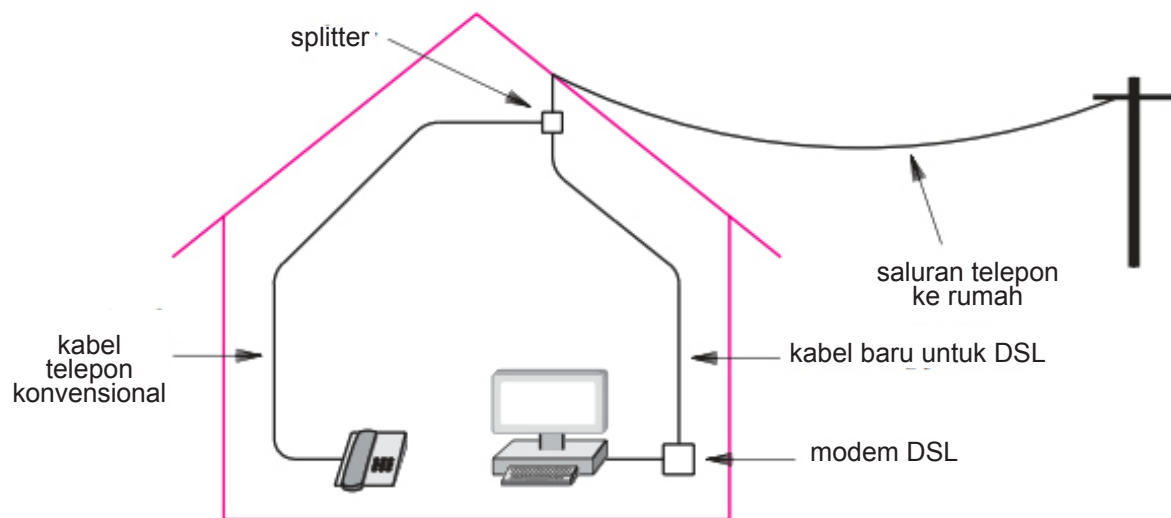 splitter
saluran telepon
ke rumah
kabel
telepon
konvensional
kabel baru untuk DSL
modem DSL